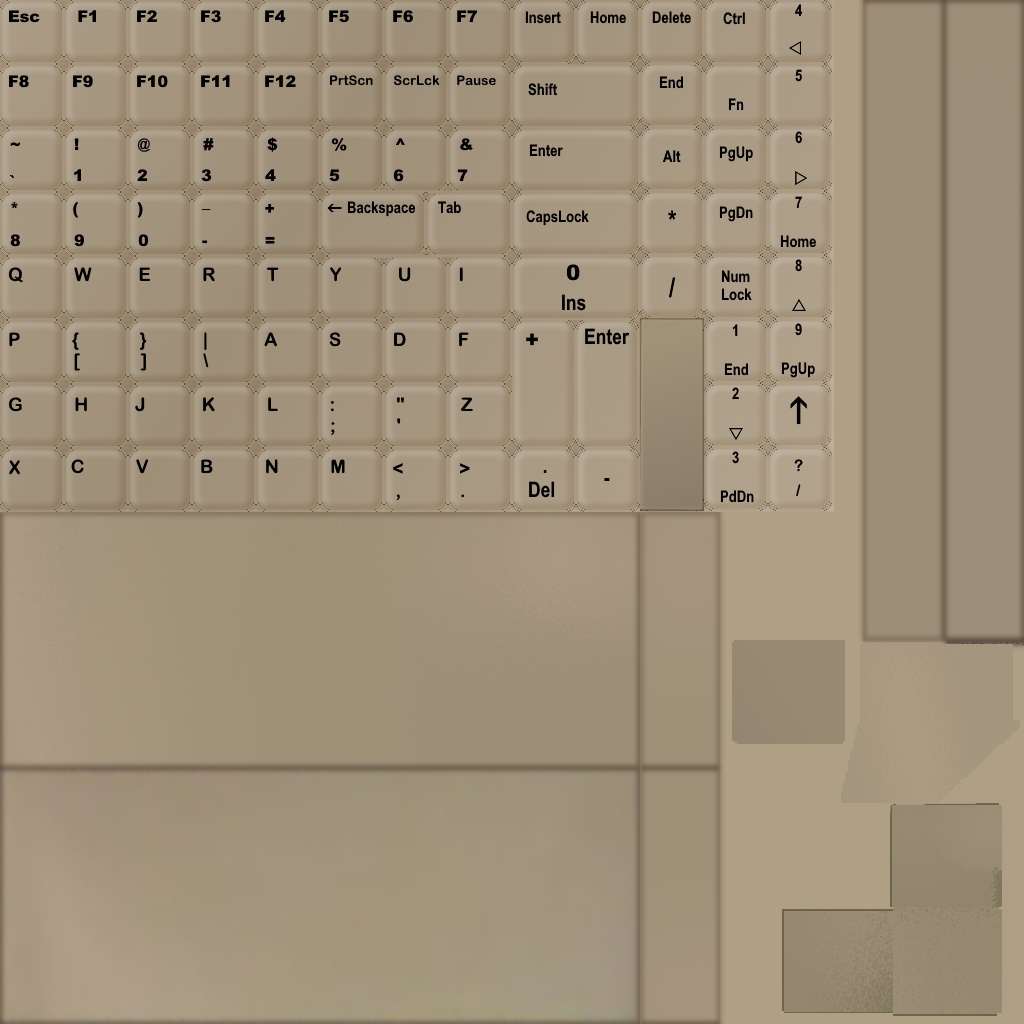 Esc F1 F2 F3 F4 F5 F6 F7 Insert Home Delete Ctrl 4
◁
F8 F9 F10 F11 F12 PrtScn ScrLck Pause Shift End Fn 5
~ ! @ # $ % ^ & Enter Alt PgUp 6
` 1 2 3 4 5 6 7 ▷
* ( ) _ + ← Backspace Tab CapsLock * PgDn 7
8 9 0 - = Home
Q W E R T Y U I 0 / Num 8
Ins Lock △
P { } | A S D F + Enter 1 9
[ ] \ End PgUp
G H J K L : " Z 2 ↑
; ' ▽
X C V B N M < > . - 3 ?
, . Del PdDn /